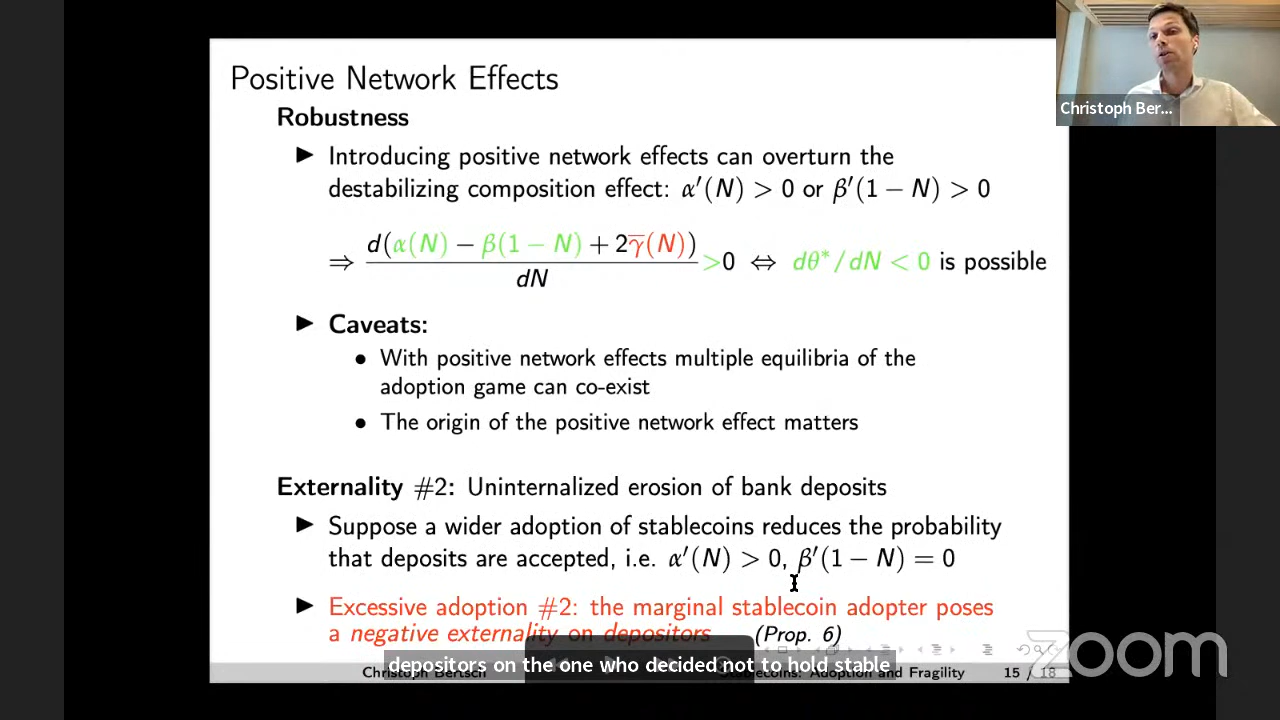 Positive Network Effects
Robustness
▶ Introducing positive network effects can overturn the
destabilizing composition effect: α′(N) > 0 or β′(1 − N) > 0
⇒ d(α(N) − β(1 − N) + 2γ̅(N)) / dN > 0 ⇔ dθ*/dN < 0 is possible
▶ Caveats:
• With positive network effects multiple equilibria of the
adoption game can co-exist
• The origin of the positive network effect matters
Externality #2: Uninternalized erosion of bank deposits
▶ Suppose a wider adoption of stablecoins reduces the probability
that deposits are accepted, i.e. α′(N) > 0, β′(1 − N) = 0
▶ Excessive adoption #2: the marginal stablecoin adopter poses
a negative externality on depositors (Prop. 6)
depositors on the one who decided not to hold stable
Christoph Bertsch Stablecoins: Adoption and Fragility 15 / 18
Christoph Ber...
zoom